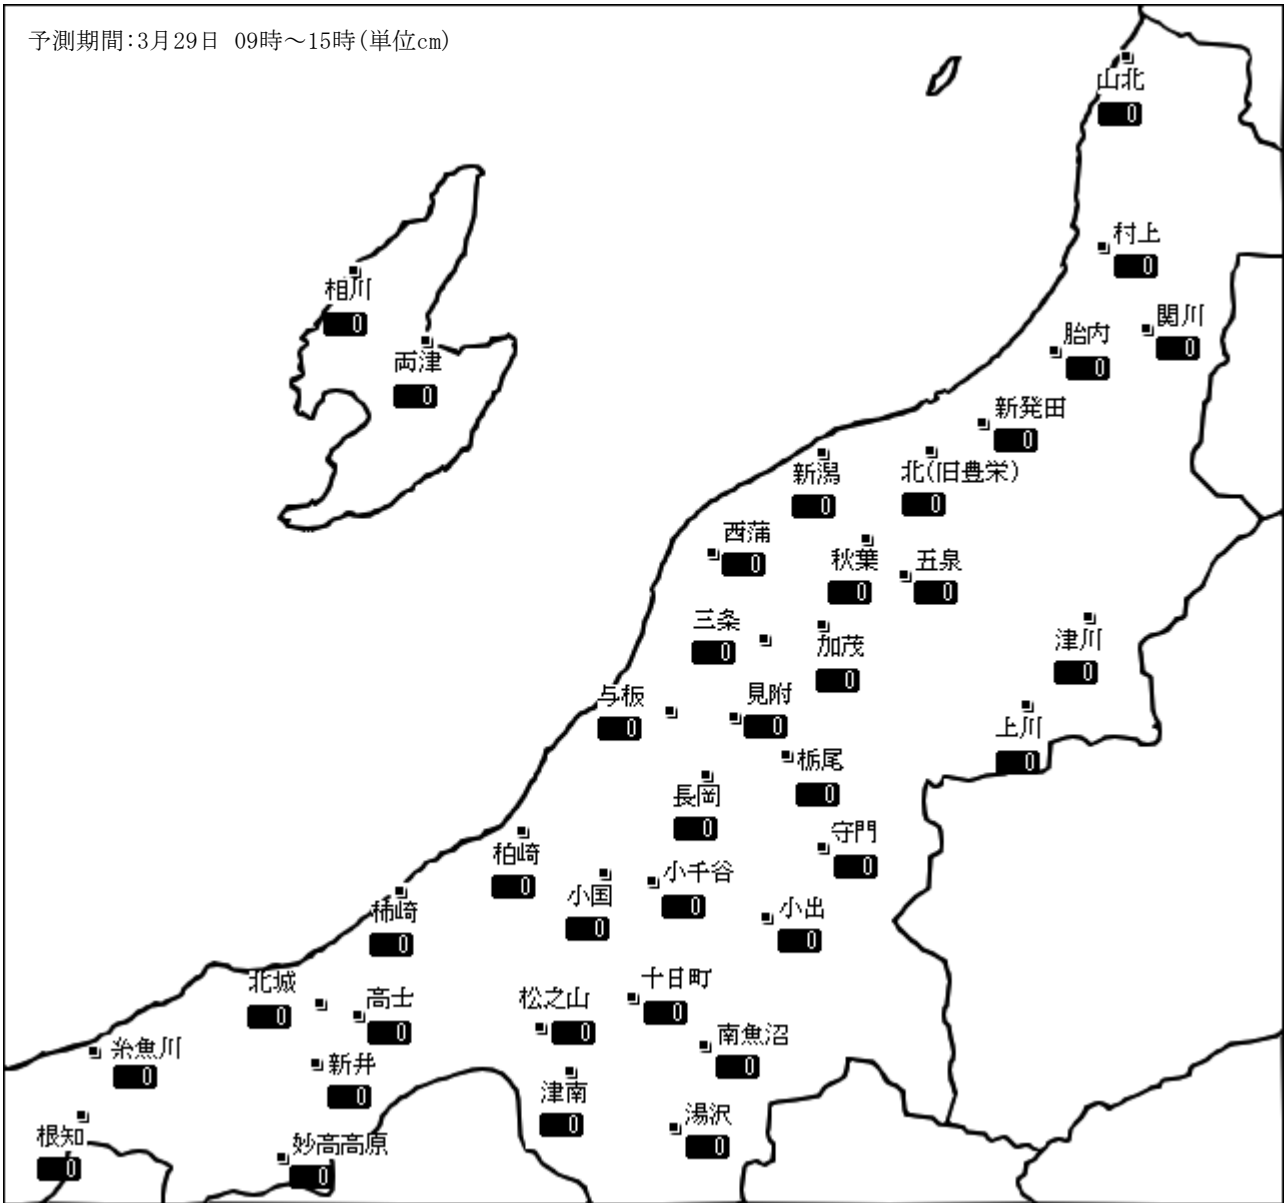 予測期間:3月29日 09時～15時(単位cm)
山北
0
村上
0
相川
0
関川
0
胎内
0
両津
0
新発田
0
新潟
0
北(旧豊栄)
0
西蒲
0
秋葉
0
五泉
0
三条
0
加茂
0
津川
0
与板
0
見附
0
上川
0
栃尾
0
長岡
0
守門
0
柏崎
0
小千谷
0
小国
0
小出
0
柿崎
0
北城
0
高士
0
松之山
0
十日町
0
南魚沼
0
糸魚川
0
新井
0
津南
0
湯沢
0
根知
0
妙高高原
0